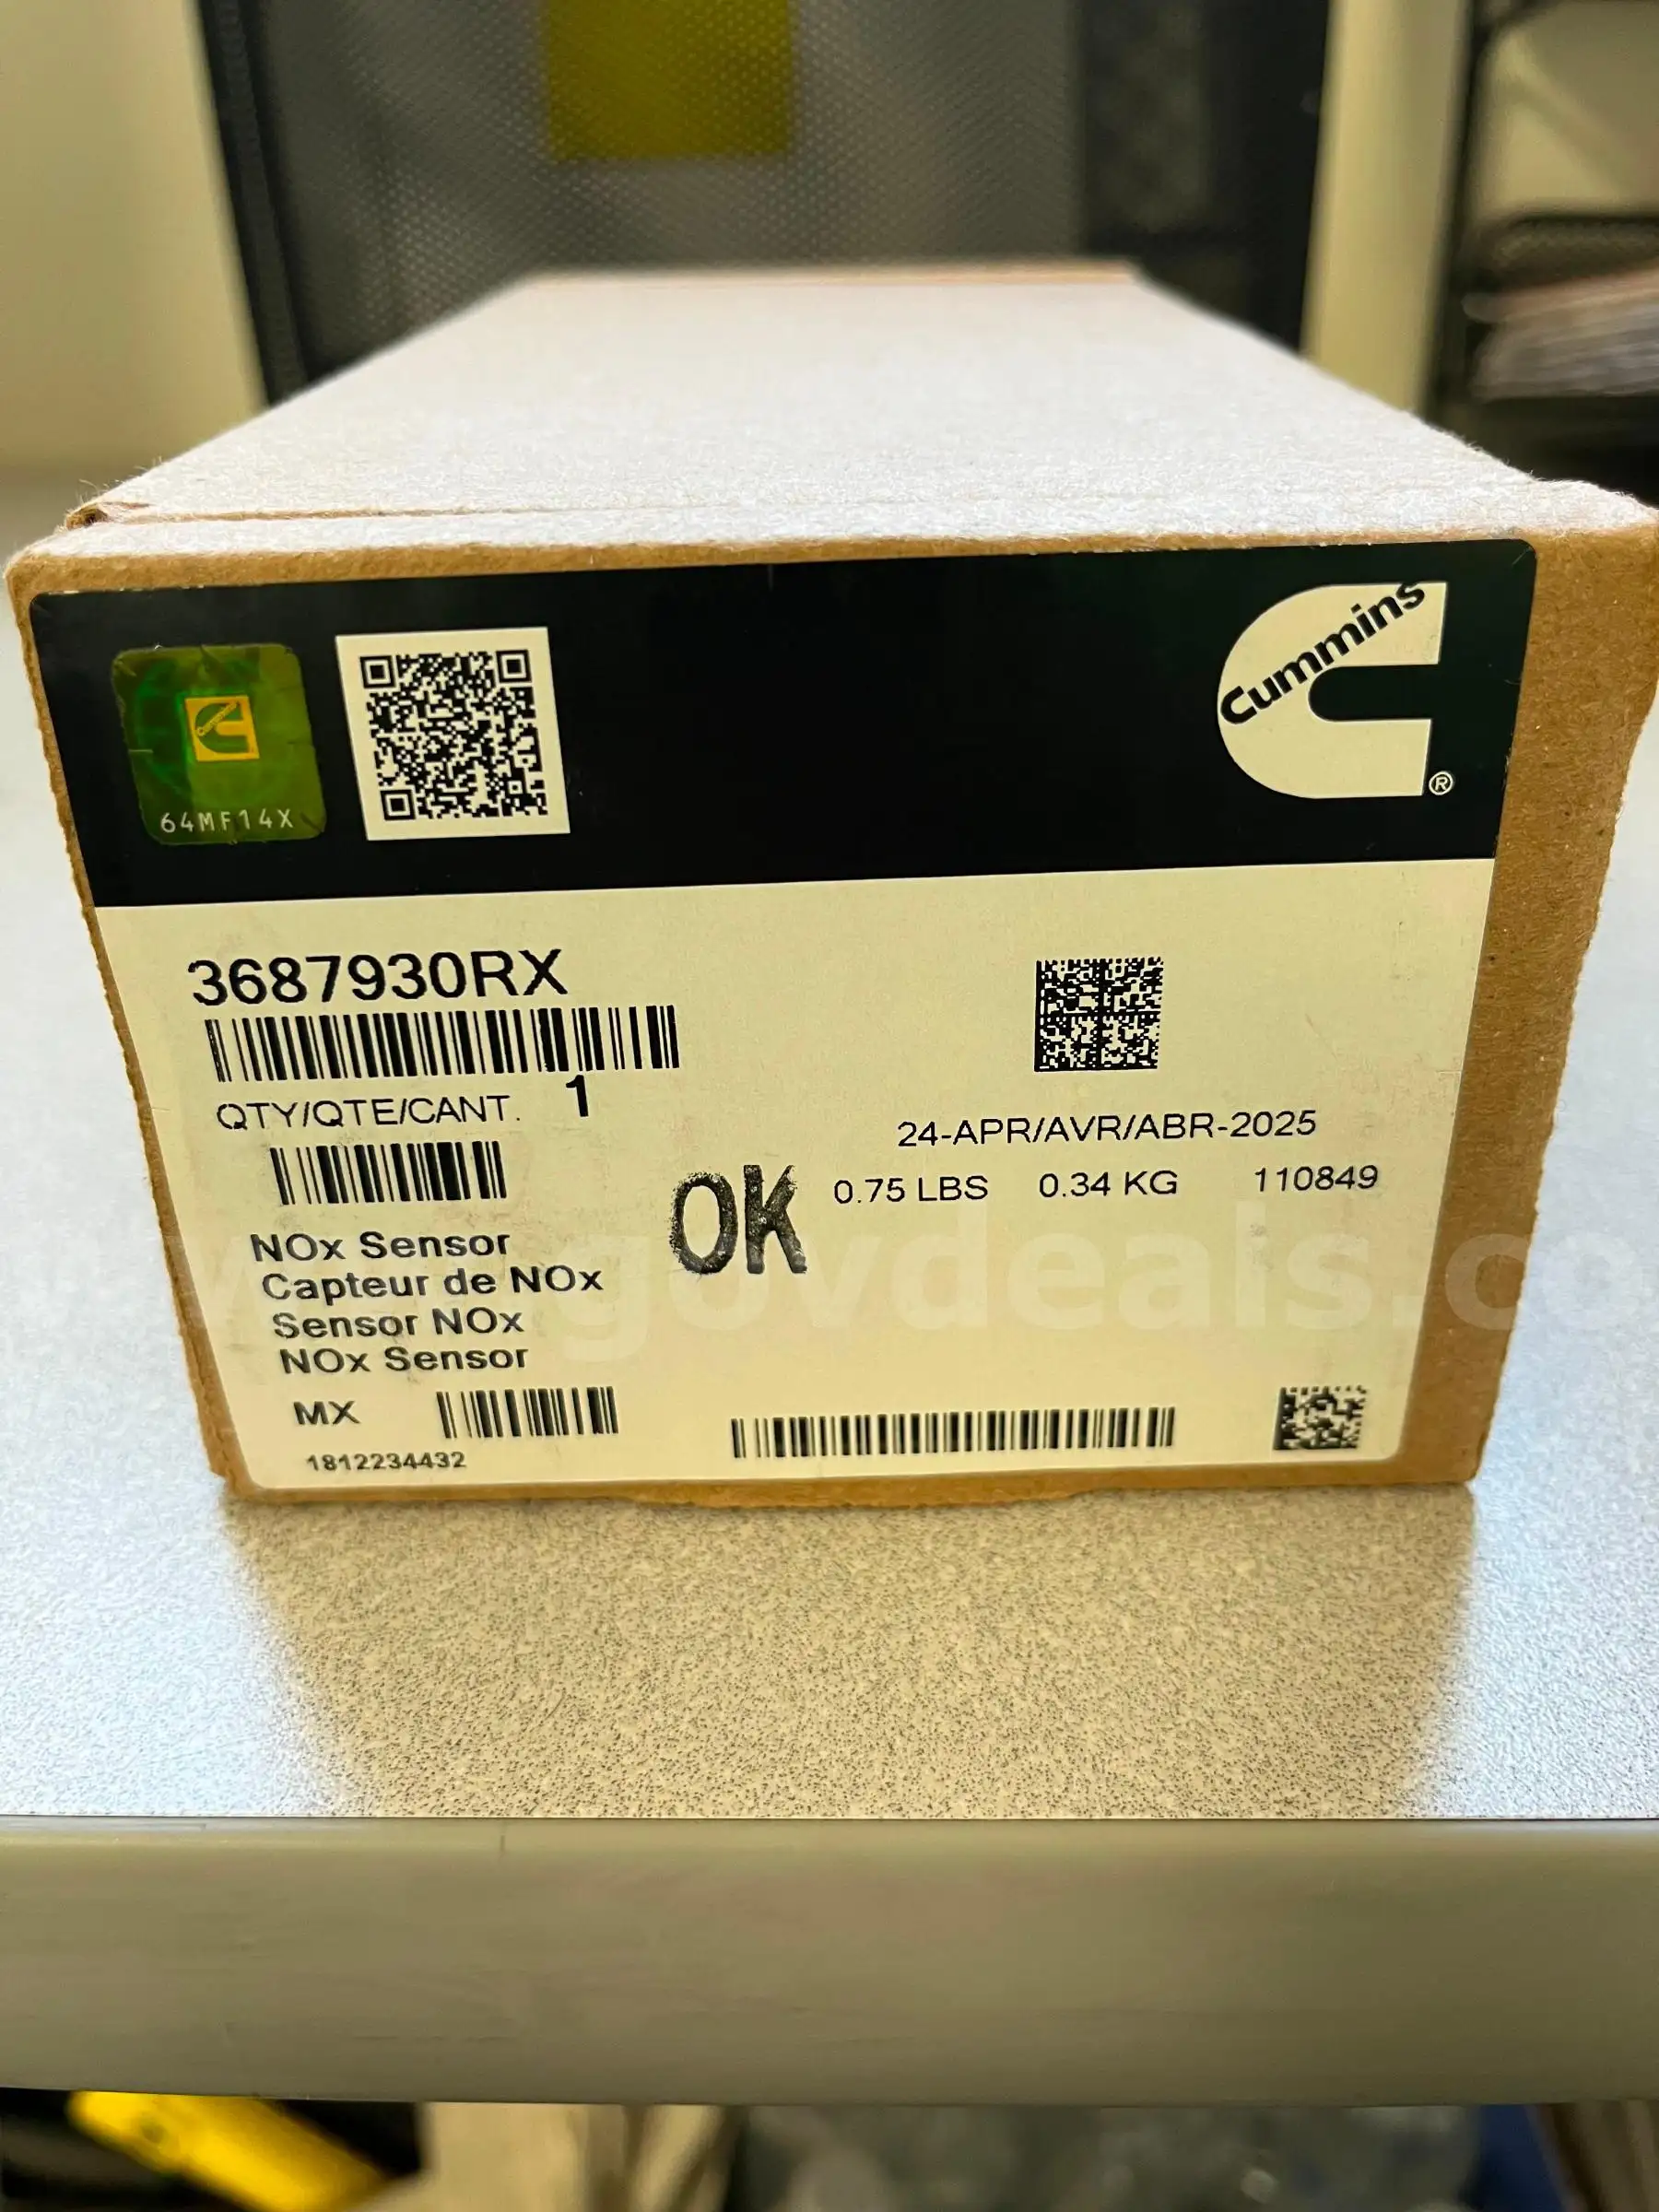 Cummins
®
Cummins
64MF14X
3687930RX
QTY/QTE/CANT. 1
24-APR/AVR/ABR-2025
0.75 LBS 0.34 KG 110849
OK
NOx Sensor
Capteur de NOx
Sensor NOx
NOx Sensor
MX
1812234432
govdeals.co